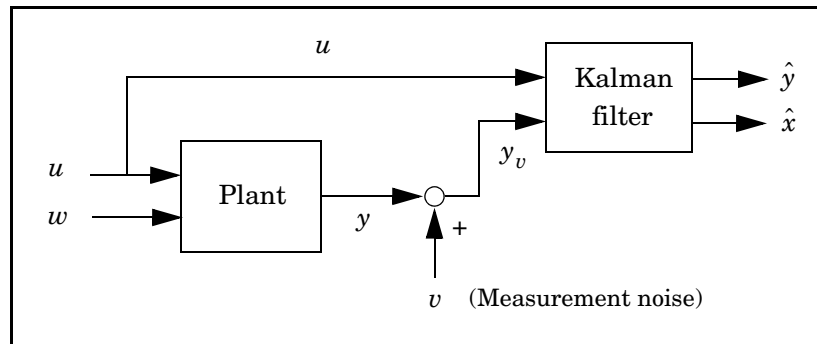 u
Kalman
filter
ŷ
x̂
y_v
u
w
Plant
y
+
v (Measurement noise)